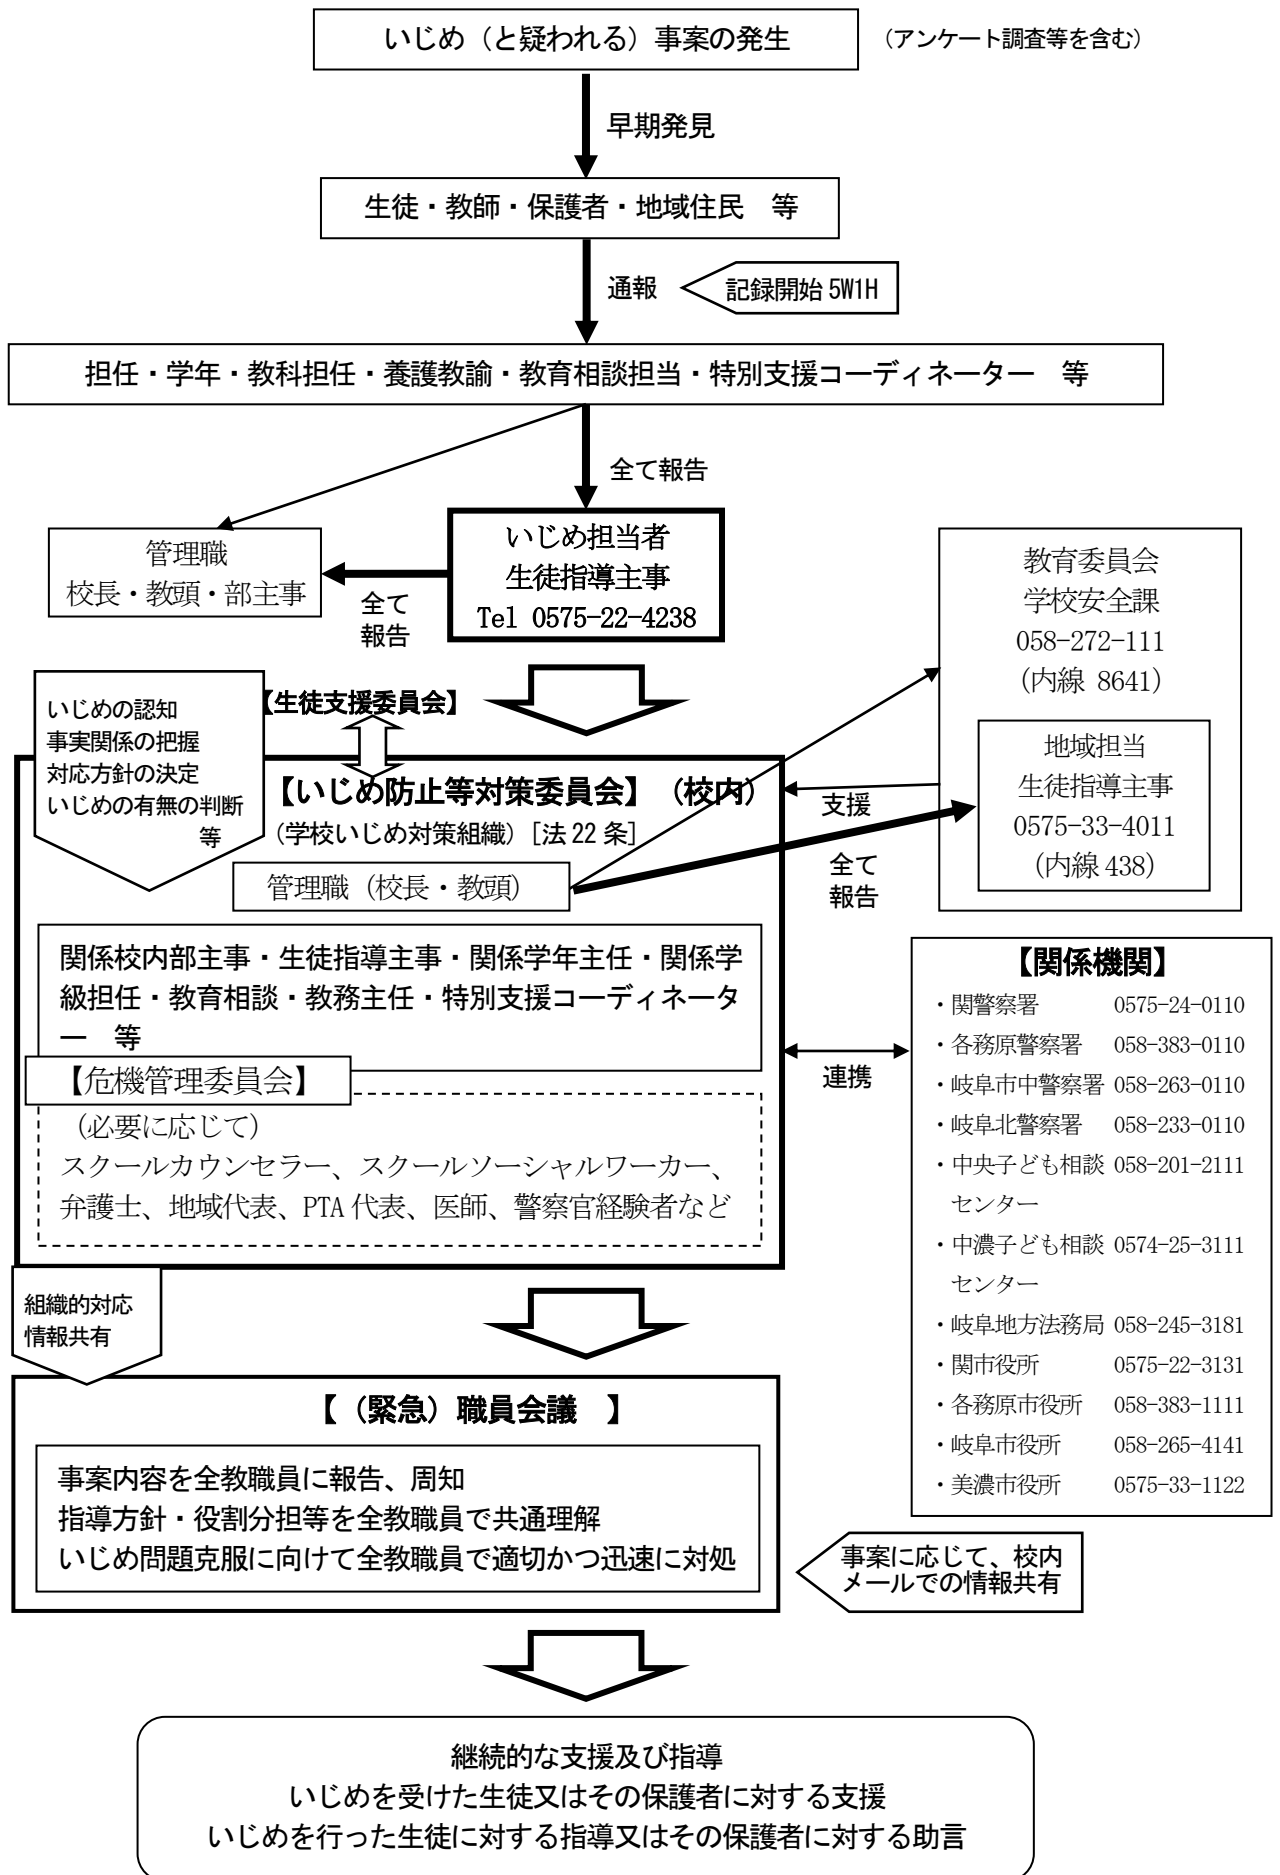 いじめ（と疑われる）事案の発生
（アンケート調査等を含む）
早期発見
生徒・教師・保護者・地域住民　等
通報
記録開始 5W1H
担任・学年・教科担任・養護教諭・教育相談担当・特別支援コーディネーター　等
全て報告
管理職
校長・教頭・部主事
全て
報告
いじめ担当者
生徒指導主事
Tel 0575-22-4238
教育委員会
学校安全課
058-272-111
（内線 8641）
地域担当
生徒指導主事
0575-33-4011
（内線 438）
いじめの認知
事実関係の把握
対応方針の決定
いじめの有無の判断
等
【生徒支援委員会】
【いじめ防止等対策委員会】（校内）
（学校いじめ対策組織）［法 22 条］
管理職（校長・教頭）
支援
全て
報告
関係校内部主事・生徒指導主事・関係学年主任・関係学
級担任・教育相談・教務主任・特別支援コーディネータ
ー　等
【危機管理委員会】
（必要に応じて）
スクールカウンセラー、スクールソーシャルワーカー、
弁護士、地域代表、PTA 代表、医師、警察官経験者など
連携
【関係機関】
・関警察署　0575-24-0110
・各務原警察署　058-383-0110
・岐阜市中警察署 058-263-0110
・岐阜北警察署　058-233-0110
・中央子ども相談 058-201-2111
センター
・中濃子ども相談 0574-25-3111
センター
・岐阜地方法務局 058-245-3181
・関市役所　0575-22-3131
・各務原市役所　058-383-1111
・岐阜市役所　058-265-4141
・美濃市役所　0575-33-1122
組織的対応
情報共有
【（緊急）職員会議　】
事案内容を全教職員に報告、周知
指導方針・役割分担等を全教職員で共通理解
いじめ問題克服に向けて全教職員で適切かつ迅速に対処
事案に応じて、校内
メールでの情報共有
継続的な支援及び指導
いじめを受けた生徒又はその保護者に対する支援
いじめを行った生徒に対する指導又はその保護者に対する助言